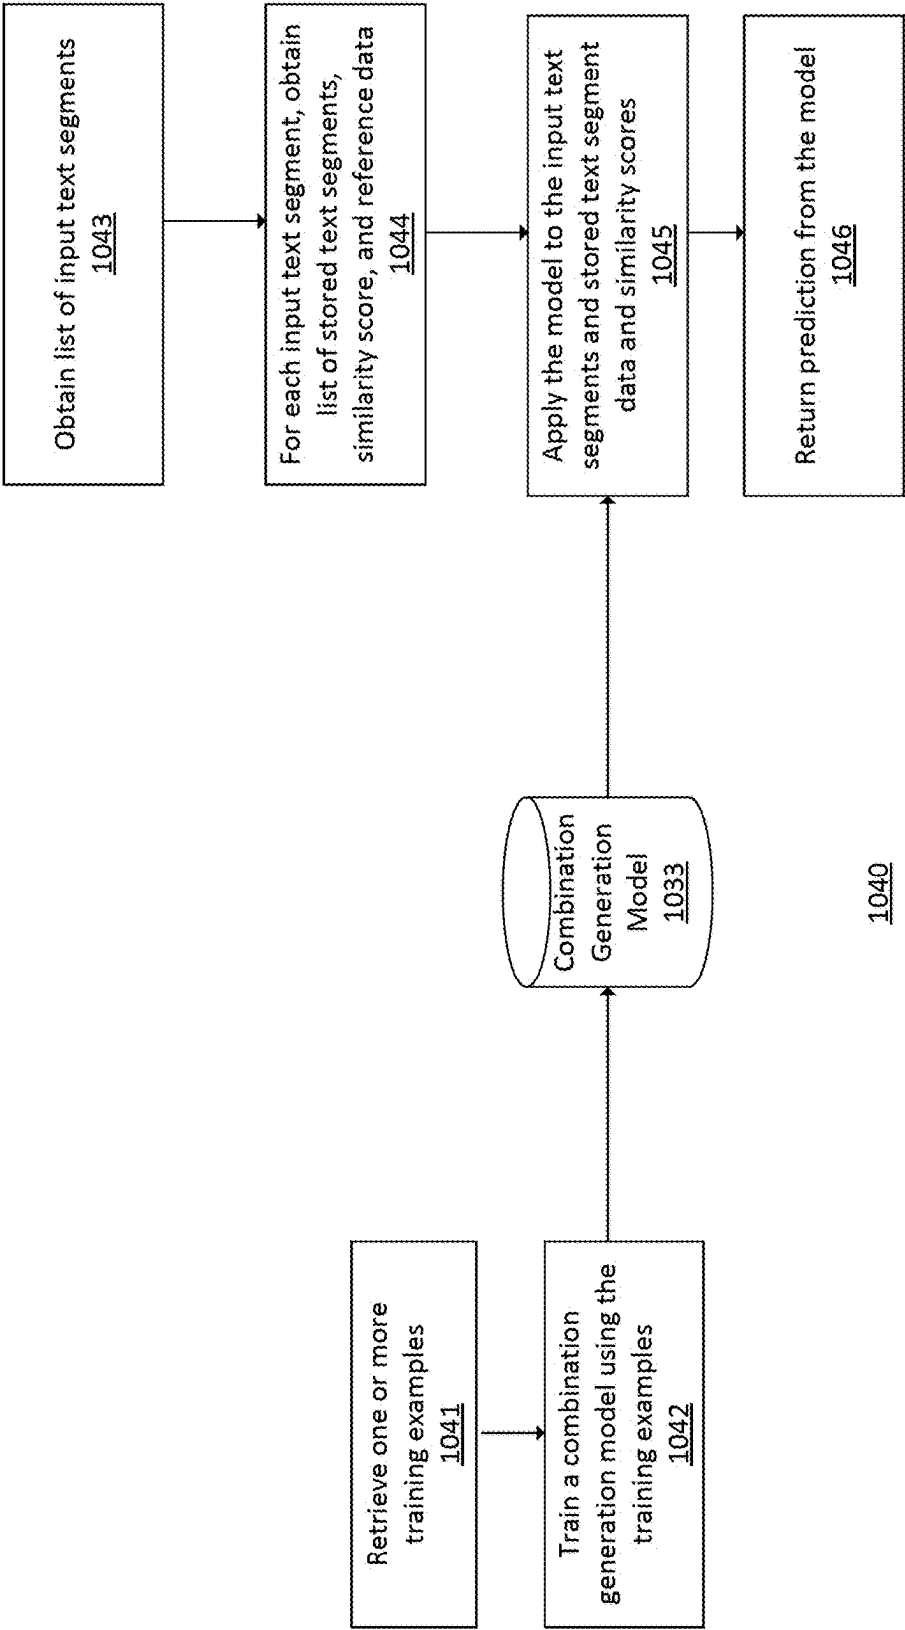 Retrieve one or more
training examples
1041
Train a combination
generation model using the
training examples
1042
Combination
Generation
Model
1033
Obtain list of input text segments
1043
For each input text segment, obtain
list of stored text segments,
similarity score, and reference data
1044
Apply the model to the input text
segments and stored text segment
data and similarity scores
1045
Return prediction from the model
1046
1040